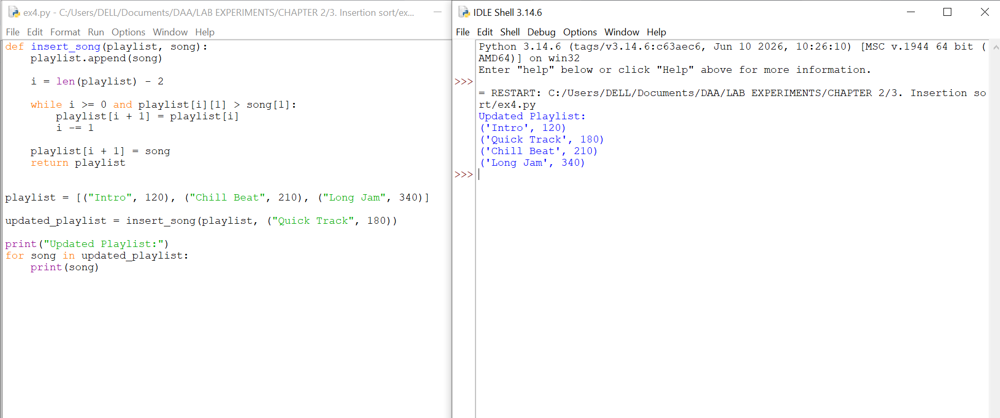 ex4.py - C:/Users/DELL/Documents/DAA/LAB EXPERIMENTS/CHAPTER 2/3. Insertion sort/ex...
File Edit Format Run Options Window Help
def insert_song(playlist, song):
    playlist.append(song)
    i = len(playlist) - 2
    while i >= 0 and playlist[i][1] > song[1]:
        playlist[i + 1] = playlist[i]
        i -= 1
    playlist[i + 1] = song
    return playlist
playlist = [("Intro", 120), ("Chill Beat", 210), ("Long Jam", 340)]
updated_playlist = insert_song(playlist, ("Quick Track", 180))
print("Updated Playlist:")
for song in updated_playlist:
    print(song)
IDLE Shell 3.14.6
File Edit Shell Debug Options Window Help
Python 3.14.6 (tags/v3.14.6:c63aec6, Jun 10 2026, 10:26:10) [MSC v.1944 64 bit (
AMD64)] on win32
Enter "help" below or click "Help" above for more information.
>>>
= RESTART: C:/Users/DELL/Documents/DAA/LAB EXPERIMENTS/CHAPTER 2/3. Insertion so
rt/ex4.py
Updated Playlist:
('Intro', 120)
('Quick Track', 180)
('Chill Beat', 210)
('Long Jam', 340)
>>>